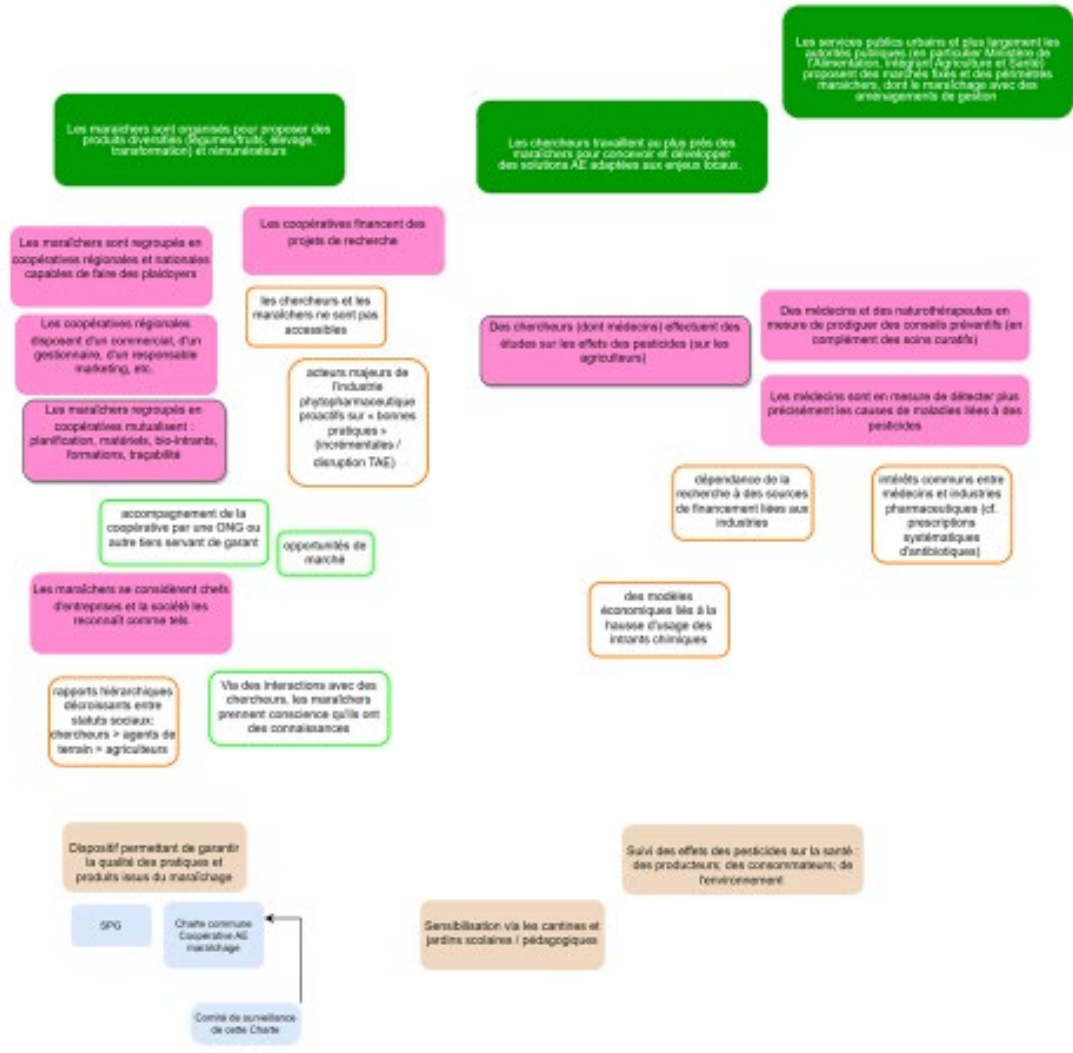 Les services publics urbains et plus largement les
autorités publiques (en particulier Ministère de
l'Alimentation, intégrant Agriculture et Santé)
proposent des marchés fixes et des périmètres
maraichers, dont le maraîchage avec des
aménagements de gestion
Les maraichers sont organisés pour proposer des
produits diversifiés (légumes/fruits, élevage,
transformation) et rémunérateurs
Les chercheurs travaillent au plus près des
maraîchers pour concevoir et développer
des solutions AE adaptées aux enjeux locaux.
Les coopératives financent des
projets de recherche
Les maraîchers sont regroupés en
coopératives régionales et nationales
capables de faire des plaidoyers
les chercheurs et les
maraîchers ne sont pas
accessibles
Les coopératives régionales
disposent d'un commercial, d'un
gestionnaire, d'un responsable
marketing, etc.
Des chercheurs (dont médecins) effectuent des
études sur les effets des pesticides (sur les
agriculteurs)
Des médecins et des naturothérapeutes en
mesure de prodiguer des conseils préventifs (en
complément des soins curatifs)
acteurs majeurs de
l'industrie
phytopharmaceutique
proactifs sur « bonnes
pratiques »
(incrémentales /
disruption TAE)
Les maraîchers regroupés en
coopératives mutualisent :
planification, matériels, bio-intrants,
formations, traçabilité
Les médecins sont en mesure de détecter plus
précisément les causes de maladies liées à des
pesticides
dépendance de la
recherche à des sources
de financement liées aux
industries
intérêts communs entre
médecins et industries
pharmaceutiques (cf.
prescriptions
systématiques
d'antibiotiques)
accompagnement de la
coopérative par une ONG ou
autre tiers servant de garant
opportunités de
marché
Les maraîchers se considèrent chefs
d'entreprises et la société les
reconnaît comme tels
des modèles
économiques liés à la
hausse d'usage des
intrants chimiques
rapports hiérarchiques
décroissants entre
statuts sociaux:
chercheurs > agents de
terrain > agriculteurs
Via des interactions avec des
chercheurs, les maraîchers
prennent conscience qu'ils ont
des connaissances
Dispositif permettant de garantir
la qualité des pratiques et
produits issus du maraîchage
Suivi des effets des pesticides sur la santé :
des producteurs; des consommateurs; de
l'environnement
SPG
Charte commune
Coopérative AE
maraîchage
Sensibilisation via les cantines et
jardins scolaires / pédagogiques
Comité de surveillance
de cette Charte